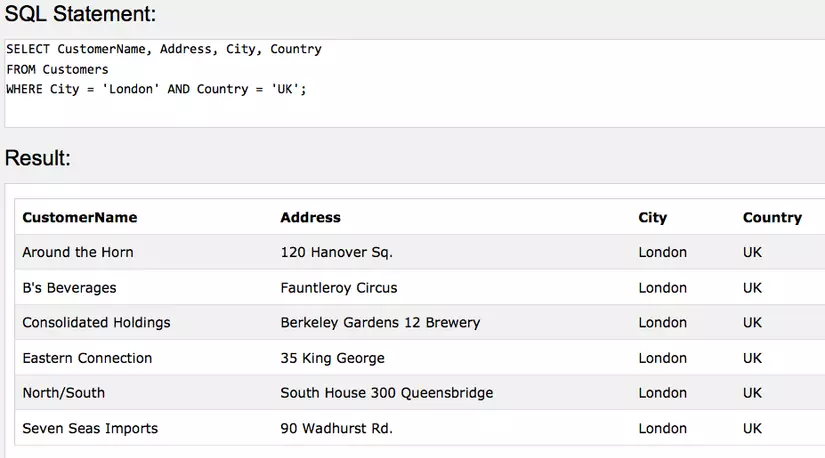 SQL Statement:
SELECT CustomerName, Address, City, Country
FROM Customers
WHERE City = 'London' AND Country = 'UK';
Result:
CustomerName Address City Country
Around the Horn 120 Hanover Sq. London UK
B's Beverages Fauntleroy Circus London UK
Consolidated Holdings Berkeley Gardens 12 Brewery London UK
Eastern Connection 35 King George London UK
North/South South House 300 Queensbridge London UK
Seven Seas Imports 90 Wadhurst Rd. London UK